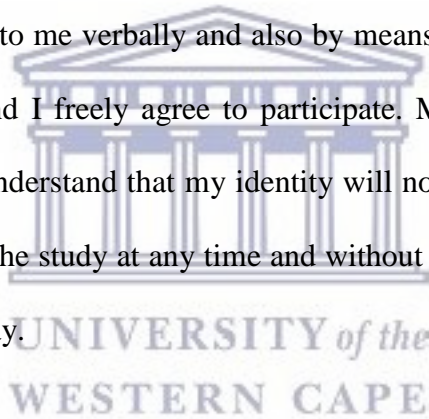 to me verbally and also by means
I freely agree to participate.
nderstand that my identity will no
he study at any time and without
y.
UNIVERSITY of the
WESTERN CAPE